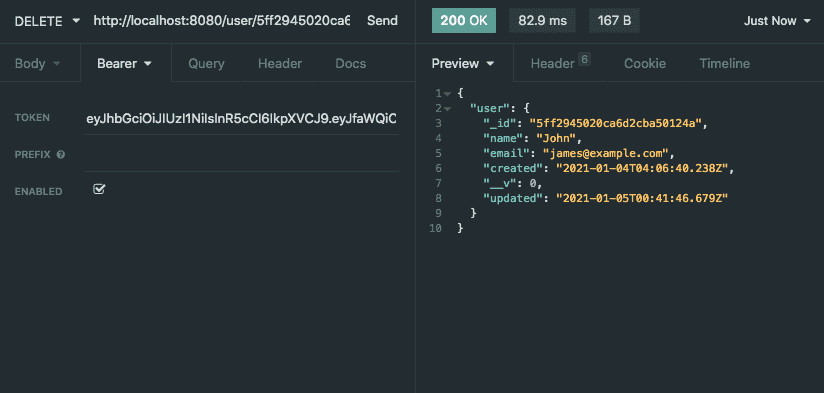 DELETE http://localhost:8080/user/5ff2945020ca6 Send
200 OK 82.9 ms 167 B Just Now
Body Bearer Query Header Docs
Preview Header 6 Cookie Timeline
TOKEN eyJhbGciOiJIUzI1NiIsInR5cCI6IkpXVCJ9.eyJfaWQiO
PREFIX
ENABLED
1 {
2 "user": {
3 "_id": "5ff2945020ca6d2cba50124a",
4 "name": "John",
5 "email": "james@example.com",
6 "created": "2021-01-04T04:06:40.238Z",
7 "__v": 0,
8 "updated": "2021-01-05T00:41:46.679Z"
9 }
10 }